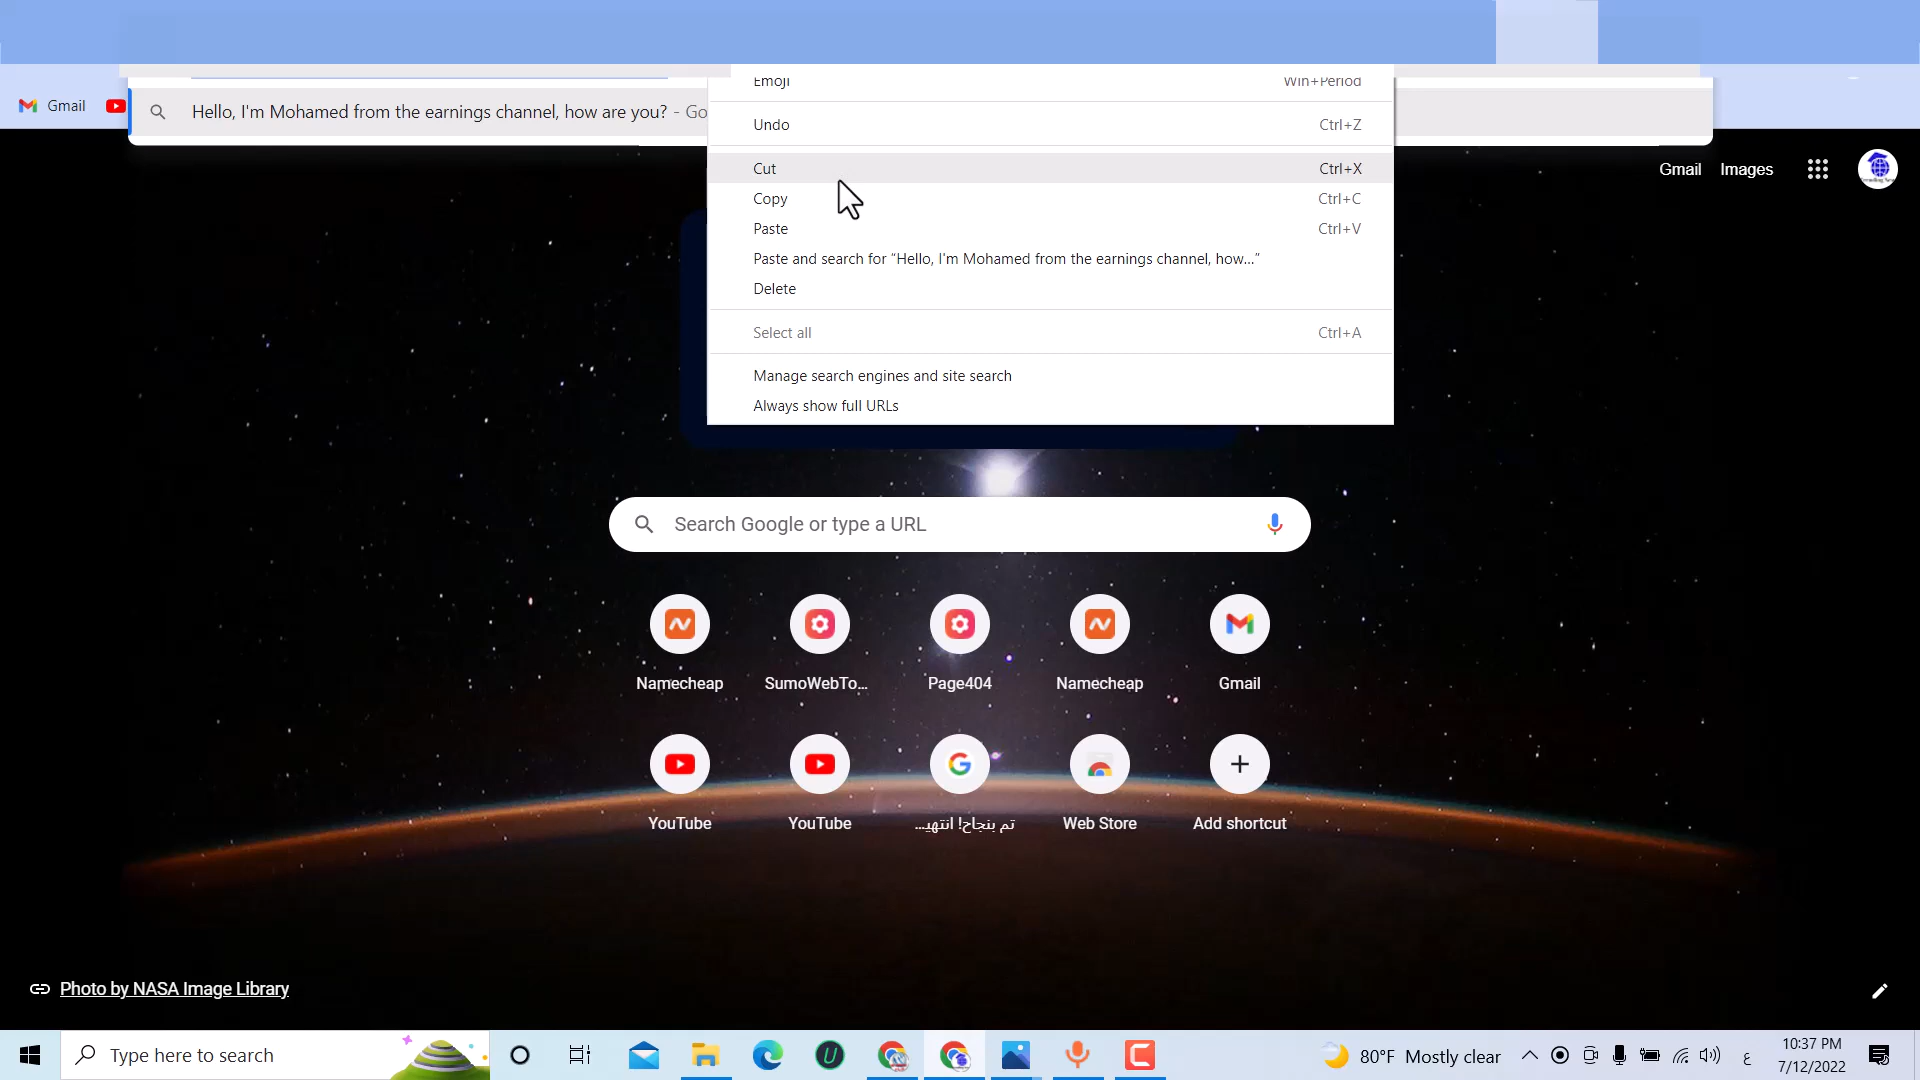 Emoji Win+Period
Gmail
Hello, I'm Mohamed from the earnings channel, how are you? - Go
Undo Ctrl+Z
Cut Ctrl+X
Gmail Images
Copy Ctrl+C
Paste Ctrl+V
Paste and search for “Hello, I'm Mohamed from the earnings channel, how...”
Delete
Select all Ctrl+A
Manage search engines and site search
Always show full URLs
Search Google or type a URL
Namecheap SumoWebTo... Page404 Namecheap Gmail
YouTube YouTube تم بنجاح! انتهيـ... Web Store Add shortcut
Photo by NASA Image Library
Type here to search
80°F Mostly clear
ع
10:37 PM
7/12/2022